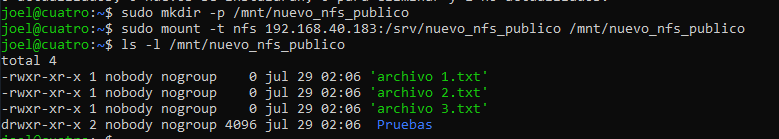 joel@cuatro:~$ sudo mkdir -p /mnt/nuevo_nfs_publico
joel@cuatro:~$ sudo mount -t nfs 192.168.40.183:/srv/nuevo_nfs_publico /mnt/nuevo_nfs_publico
joel@cuatro:~$ ls -l /mnt/nuevo_nfs_publico
total 4
-rwxr-xr-x 1 nobody nogroup    0 jul 29 02:06 'archivo 1.txt'
-rwxr-xr-x 1 nobody nogroup    0 jul 29 02:06 'archivo 2.txt'
-rwxr-xr-x 1 nobody nogroup    0 jul 29 02:06 'archivo 3.txt'
drwxr-xr-x 2 nobody nogroup 4096 jul 29 02:06  Pruebas